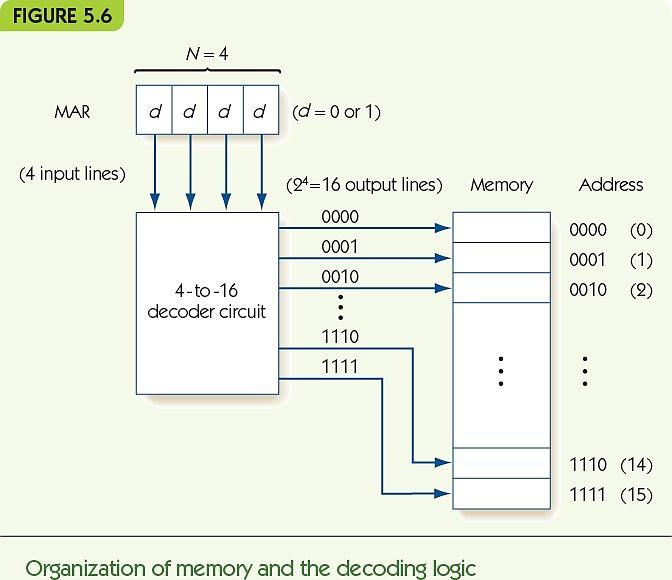 FIGURE 5.6
N = 4
MAR d d d d (d = 0 or 1)
(4 input lines)
(2⁴=16 output lines) Memory Address
0000 0000 (0)
0001 0001 (1)
0010 0010 (2)
4-to-16
decoder circuit
1110
1111
1110 (14)
1111 (15)
Organization of memory and the decoding logic